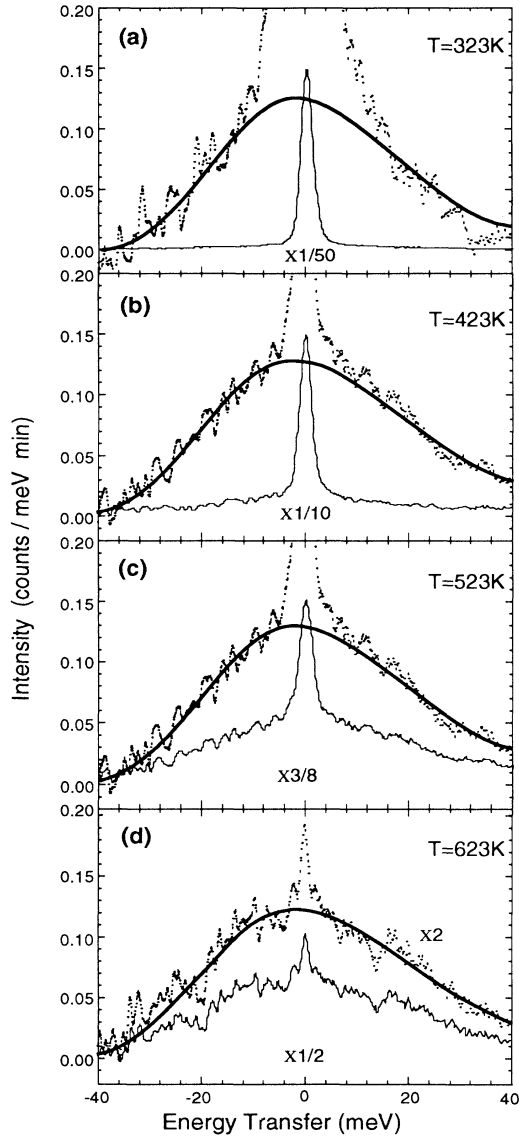 0.20
(a)
T=323K
0.15
0.10
0.05
0.00
X1/50
0.20
(b)
T=423K
0.15
0.10
0.05
0.00
X1/10
0.20
(c)
T=523K
0.15
0.10
0.05
0.00
X3/8
0.20
(d)
T=623K
0.15
0.10
X2
0.05
0.00
X1/2
-40 -20 0 20 40
Energy Transfer (meV)
Intensity (counts / meV min)